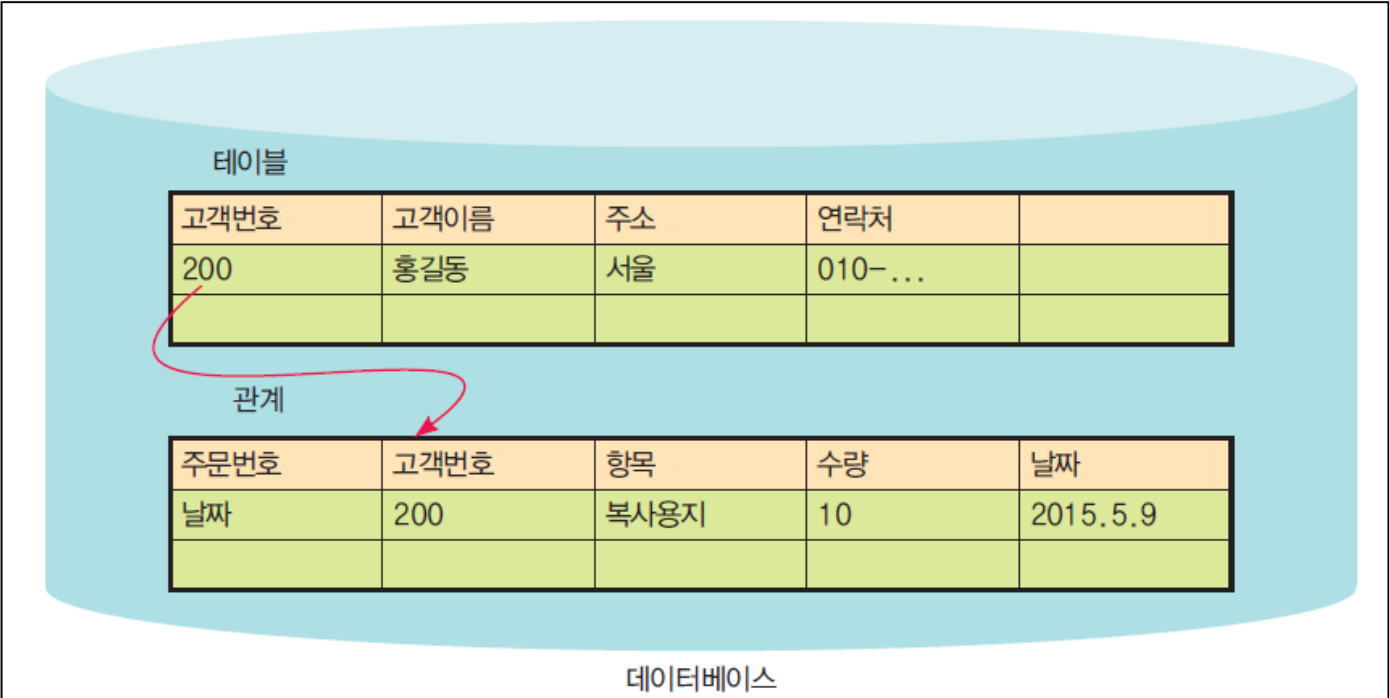 테이블
고객번호 고객이름 주소 연락처
200 홍길동 서울 010-...
관계
주문번호 고객번호 항목 수량 날짜
날짜 200 복사용지 10 2015.5.9
데이터베이스